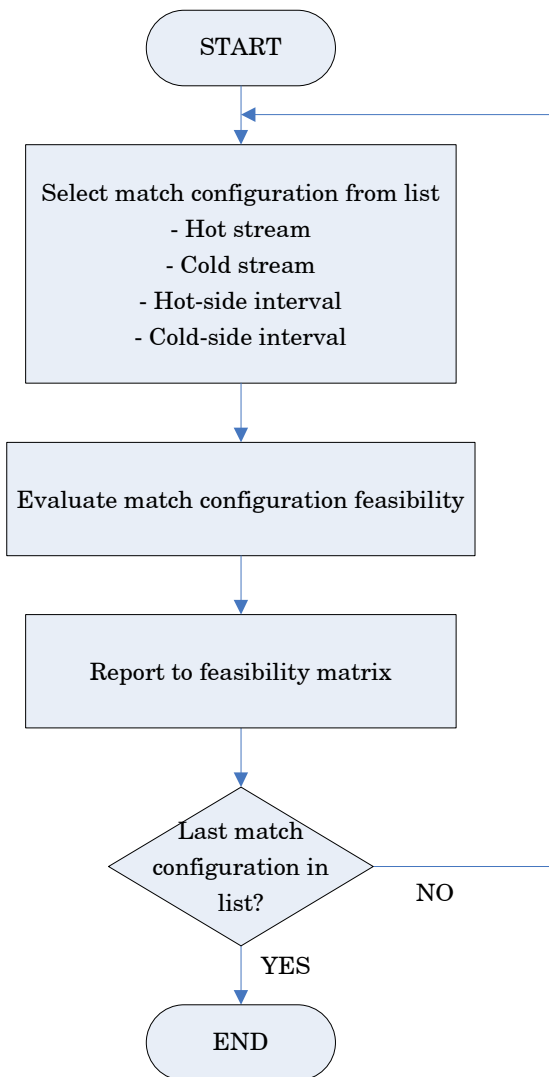 START
Select match configuration from list
- Hot stream
- Cold stream
- Hot-side interval
- Cold-side interval
Evaluate match configuration feasibility
Report to feasibility matrix
Last match
configuration in
list?
NO
YES
END